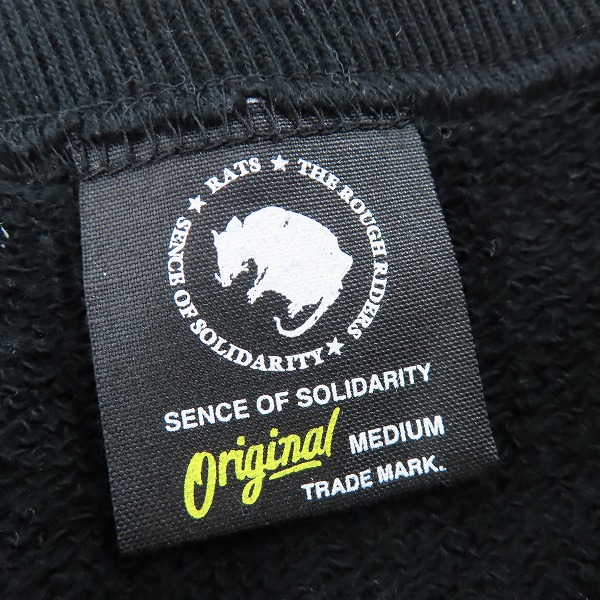 ★ RATS ★ THE ROUGH RIDERS ★ SENCE OF SOLIDARITY
SENCE OF SOLIDARITY
Original MEDIUM
TRADE MARK.